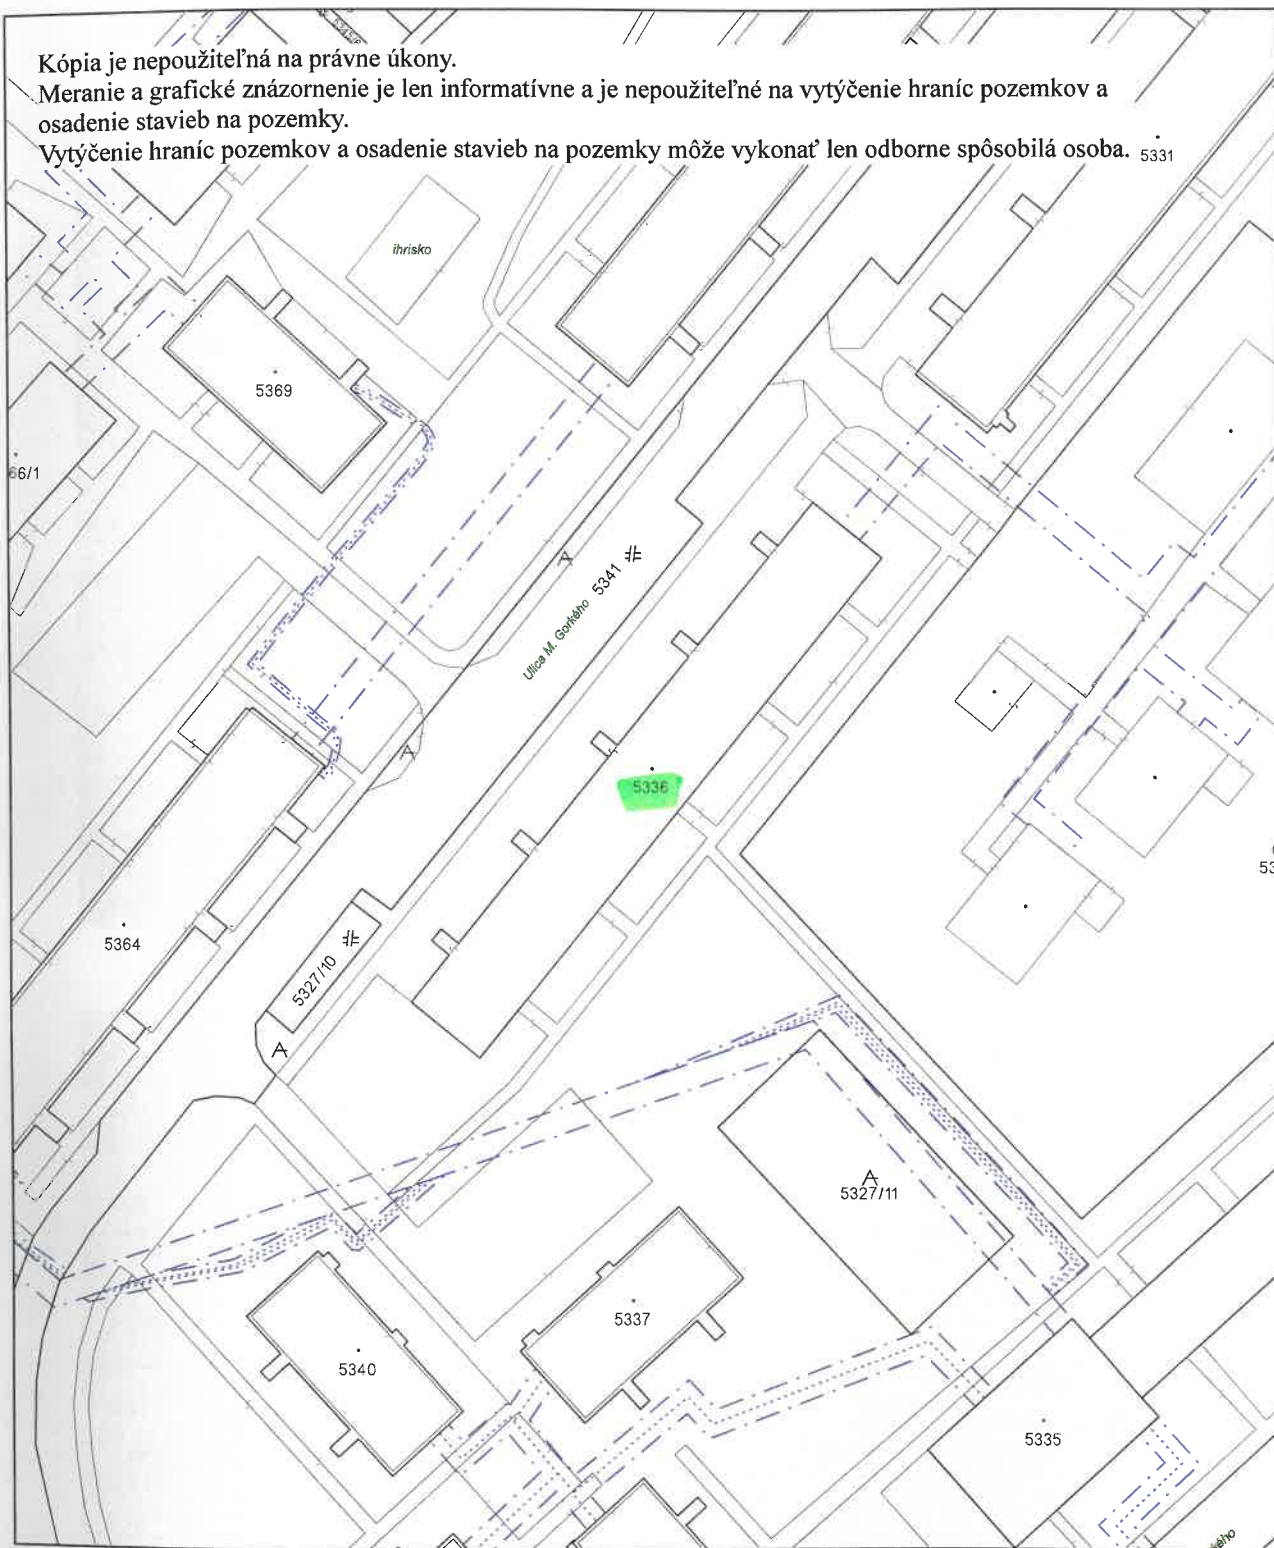 Kópia je nepoužiteľná na právne úkony.
Meranie a grafické znázornenie je len informatívne a je nepoužiteľné na vytýčenie hraníc pozemkov a
osadenie stavieb na pozemky.
Vytýčenie hraníc pozemkov a osadenie stavieb na pozemky môže vykonať len odborne spôsobilá osoba.
5331
ihrisko
5369
66/1
5341
Ulica M. Gorkého
5336
53
5364
5327/10
5327/11
5337
5340
5335
kého